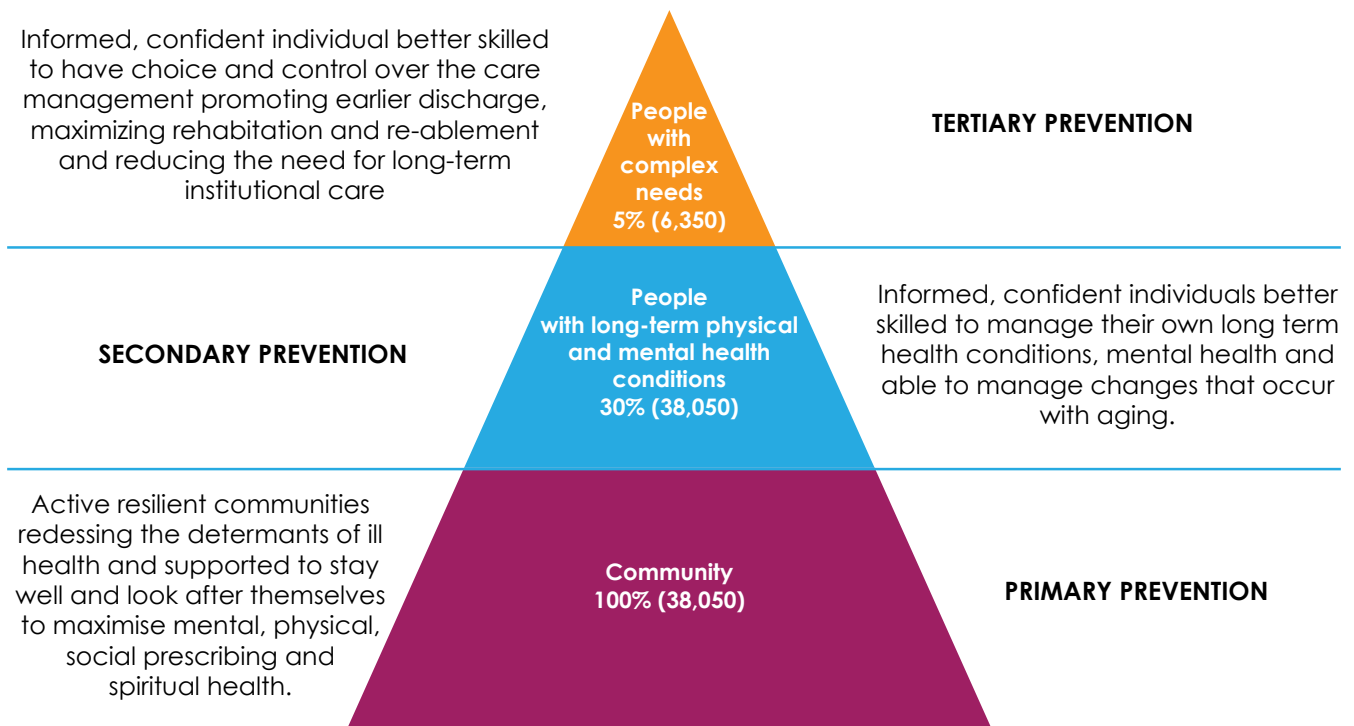 Informed, confident individual better skilled
to have choice and control over the care
management promoting earlier discharge,
maximizing rehabitation and re-ablement
and reducing the need for long-term
institutional care
People
with
complex
needs
5% (6,350)
TERTIARY PREVENTION
SECONDARY PREVENTION
People
with long-term physical
and mental health
conditions
30% (38,050)
Informed, confident individuals better
skilled to manage their own long term
health conditions, mental health and
able to manage changes that occur
with aging.
Active resilient communities
redessing the determants of ill
health and supported to stay
well and look after themselves
to maximise mental, physical,
social prescribing and
spiritual health.
Community
100% (38,050)
PRIMARY PREVENTION